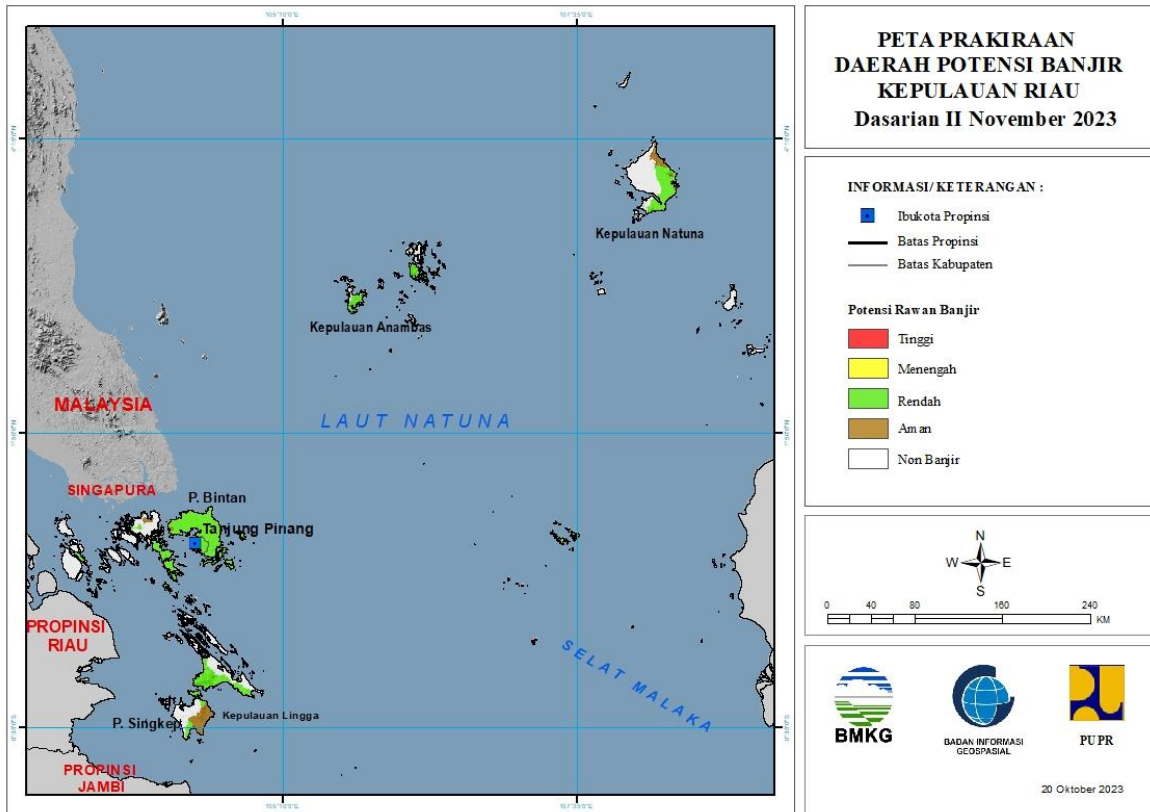 PETA PRAKIRAAN
DAERAH POTENSI BANJIR
KEPULAUAN RIAU
Dasarian II November 2023
INFORMASI/ KETERANGAN :
Ibukota Propinsi
Batas Propinsi
Batas Kabupaten
Potensi Rawan Banjir
Tinggi
Menengah
Rendah
Aman
Non Banjir
Kepulauan Natuna
Kepulauan Anambas
MALAYSIA
LAUT NATUNA
SINGAPURA
P. Bintan
Tanjung Pinang
PROPINSI
RIAU
SELAT MALAKA
P. Singkep
Kepulauan Lingga
PROPINSI
JAMBI
N
W E
S
0 40 80 160 240
KM
BMKG
BADAN INFORMASI
GEOSPASIAL
PUPR
20 Oktober 2023